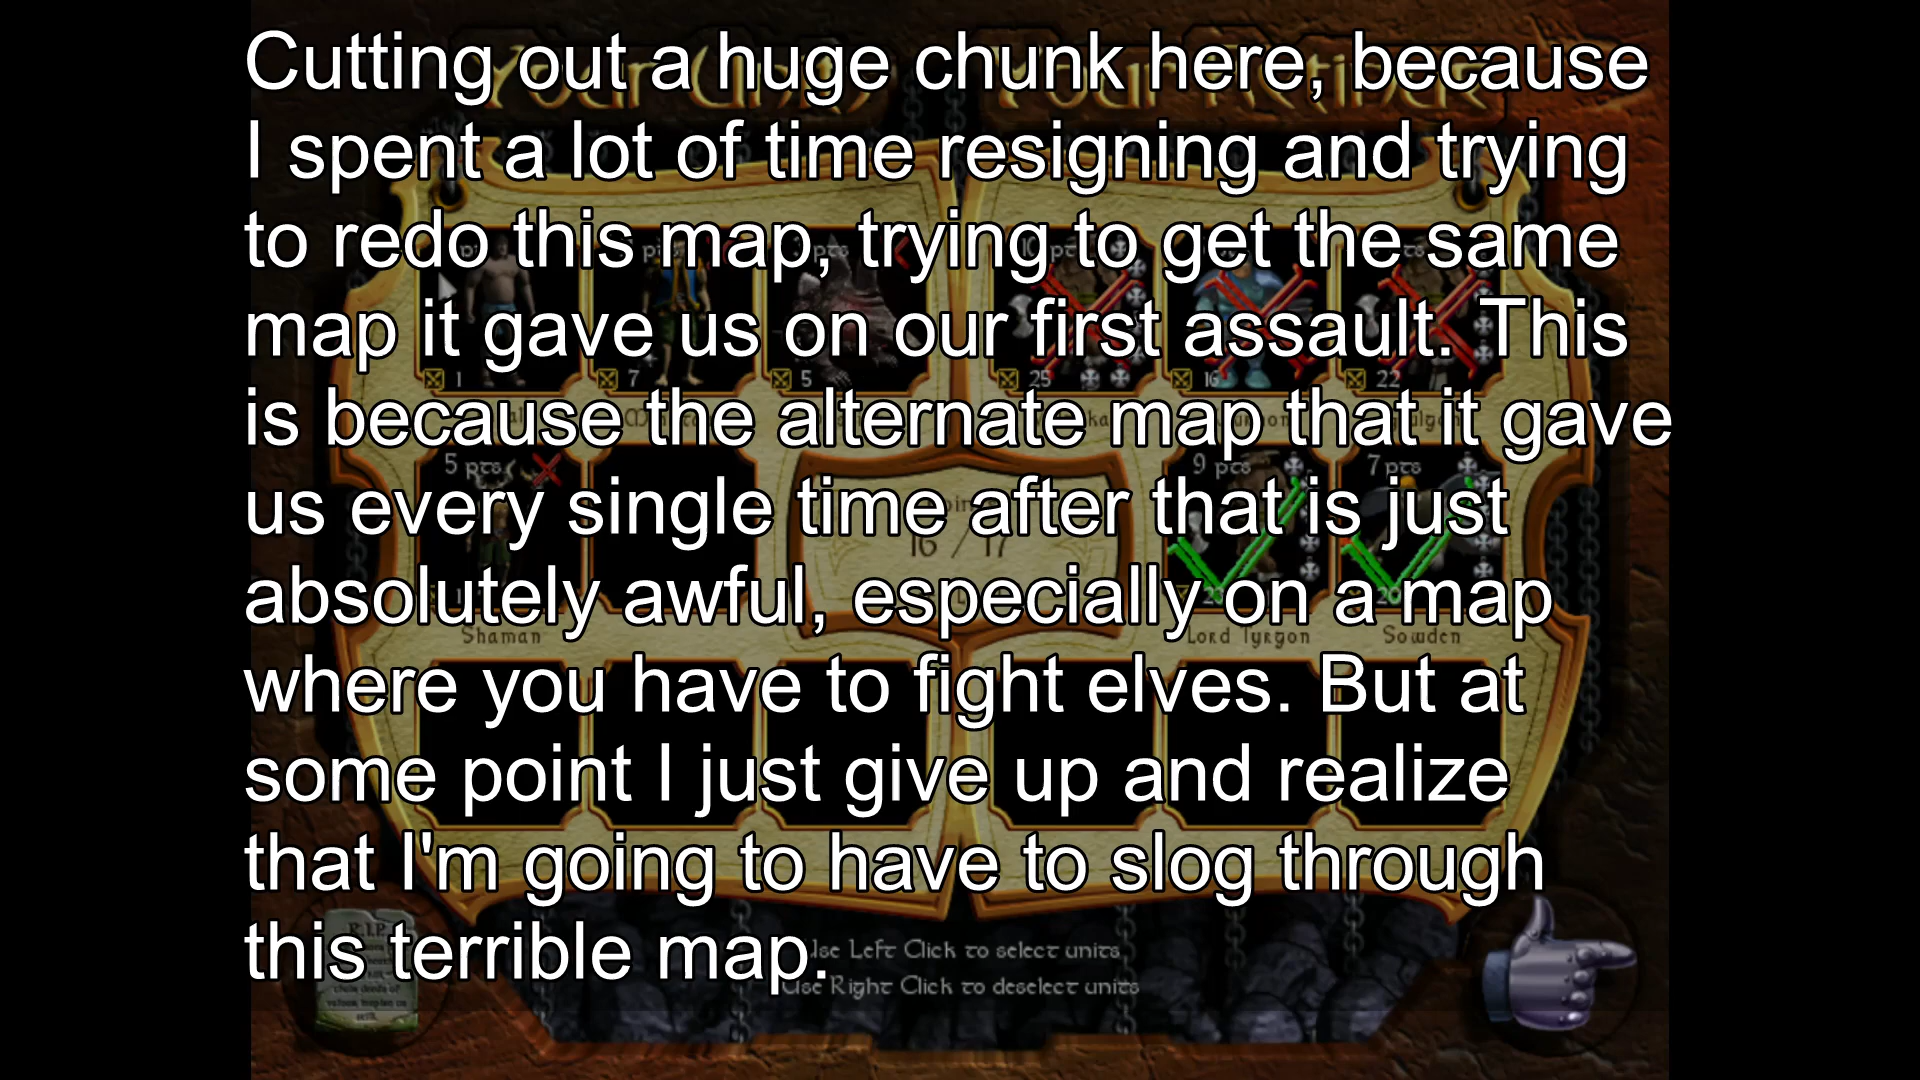 Cutting out a huge chunk here, because
I spent a lot of time resigning and trying
to redo this map, trying to get the same
map it gave us on our first assault. This
is because the alternate map that it gave
us every single time after that is just
absolutely awful, especially on a map
where you have to fight elves. But at
some point I just give up and realize
that I'm going to have to slog through
this terrible map.
1
7
5
25
16
22
5 pts
9 pts
7 pts
16 / 17
Shaman
Lord Tyrgon
Sowden
R.I.P.
Use Left Click to select units
Use Right Click to deselect units